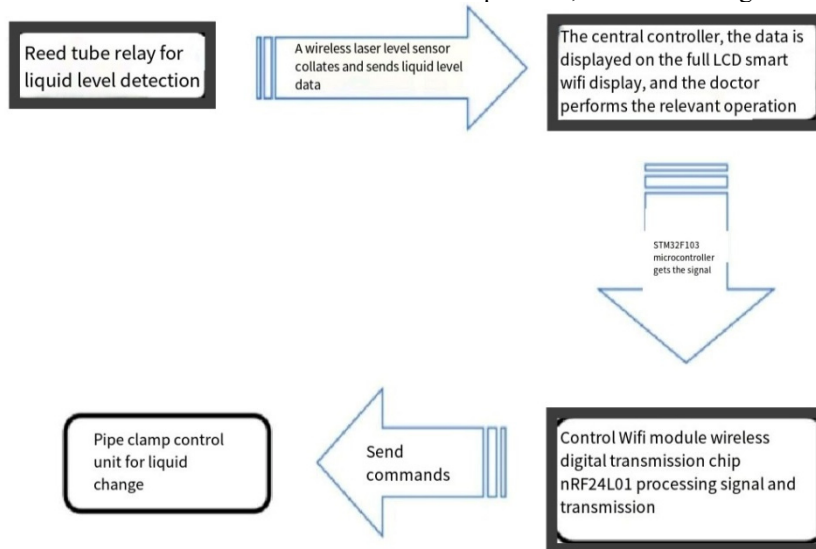 Reed tube relay for
liquid level detection
A wireless laser level sensor
collates and sends liquid level
data
The central controller, the data is
displayed on the full LCD smart
wifi display, and the doctor
performs the relevant operation
STM32F103
microcontroller
gets the signal
Control Wifi module wireless
digital transmission chip
nRF24L01 processing signal and
transmission
Send
commands
Pipe clamp control
unit for liquid
change